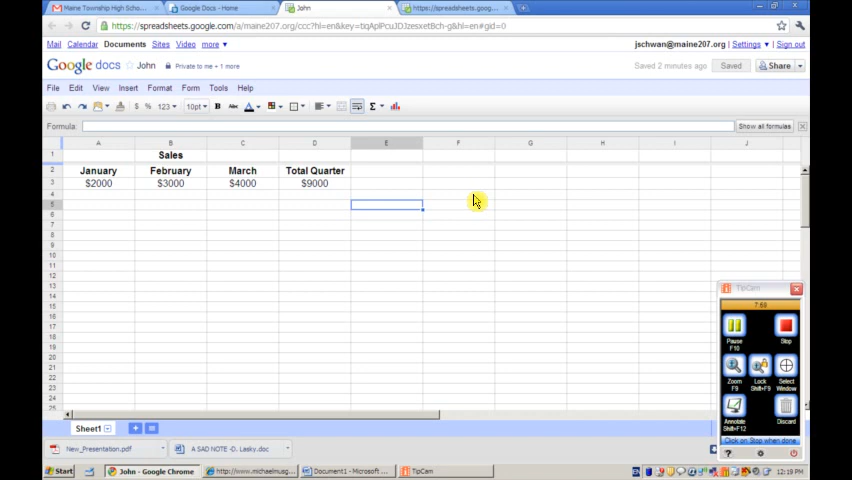 Maine Township High Schoo...
Google Docs - Home
John
https://spreadsheets.goog...
https://spreadsheets.google.com/a/maine207.org/ccc?hl=en&key=tiqAplPcuJDJzesxetBch-g&hl=en#gid=0
Mail Calendar Documents Sites Video more ▾
jschwan@maine207.org | Settings ▾ | Sign out
Google docs John Private to me + 1 more
Saved 2 minutes ago Saved Share
File Edit View Insert Format Form Tools Help
$ % 123 10pt B Abc A Σ
Formula: Show all formulas
A B C D E F G H I J
1 Sales
2 January February March Total Quarter
3 $2000 $3000 $4000 $9000
4
5
6
7
8
9
10
11
12
13
14
15
16
17
18
19
20
21
22
23
24
25
TipCam
7:59
Pause F10
Stop
Zoom F9
Lock Shift+F9
Select Window
Annotate Shift+F12
Discard
Click on Stop when done
?
Sheet1
New_Presentation.pdf
A SAD NOTE -D. Lasky.doc
Start
John - Google Chrome
http://www.michaelmusg...
Document1 - Microsoft ...
TipCam
EN
12:19 PM